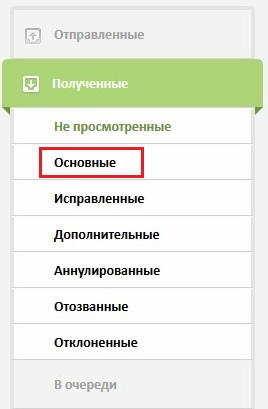 Отправленные
Полученные
Не просмотренные
Основные
Исправленные
Дополнительные
Аннулированные
Отозванные
Отклоненные
В очереди